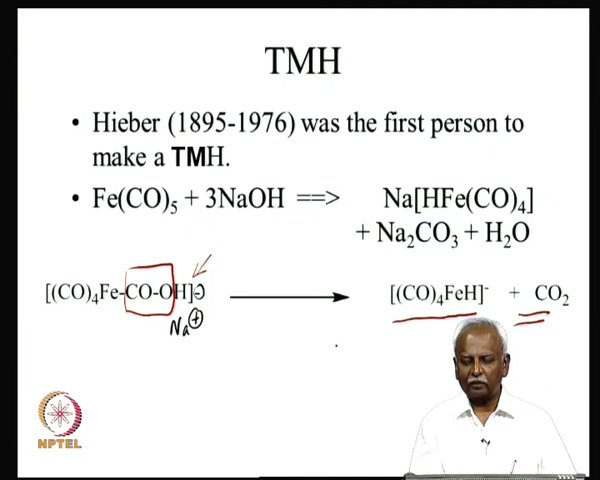 TMH
• Hieber (1895-1976) was the first person to
make a TMH.
• Fe(CO)₅ + 3NaOH ==> Na[HFe(CO)₄]
+ Na₂CO₃ + H₂O
[(CO)₄Fe-CO-OH]⊖ [(CO)₄FeH]⁻ + CO₂
Na⊕
NPTEL